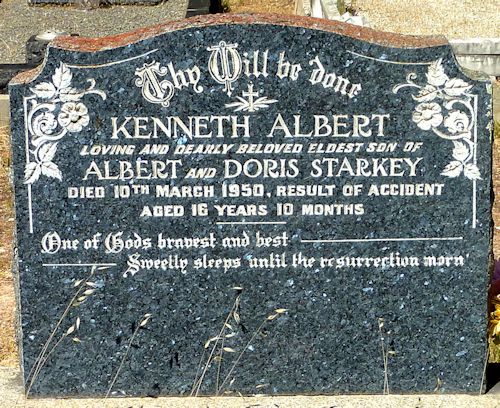 Thy Will be done
KENNETH ALBERT
LOVING AND DEARLY BELOVED ELDEST SON OF
ALBERT AND DORIS STARKEY
DIED 10TH MARCH 1950, RESULT OF ACCIDENT
AGED 16 YEARS 10 MONTHS
One of Gods bravest and best
Sweetly sleeps until the resurrection morn'